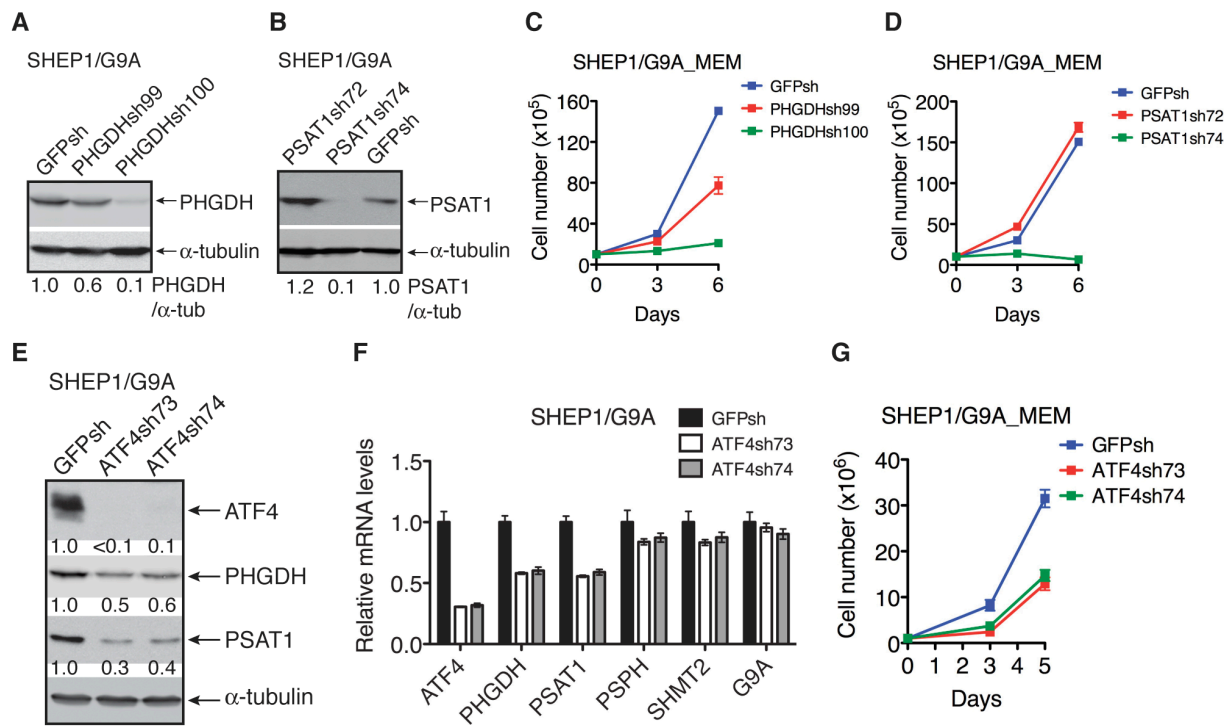 A
SHEP1/G9A
GFPsh
PHGDHsh99
PHGDHsh100
PHGDH
α-tubulin
1.0 0.6 0.1 PHGDH
/α-tub
B
SHEP1/G9A
PSAT1sh72
PSAT1sh74
GFPsh
PSAT1
α-tubulin
1.2 0.1 1.0 PSAT1
/α-tub
C
SHEP1/G9A_MEM
GFPsh
PHGDHsh99
PHGDHsh100
Cell number (x10⁵)
160
120
80
40
0
0 3 6
Days
D
SHEP1/G9A_MEM
GFPsh
PSAT1sh72
PSAT1sh74
Cell number (x10⁵)
200
150
100
50
0
0 3 6
Days
E
SHEP1/G9A
GFPsh
ATF4sh73
ATF4sh74
ATF4
1.0 <0.1 0.1
PHGDH
1.0 0.5 0.6
PSAT1
1.0 0.3 0.4
α-tubulin
F
SHEP1/G9A
GFPsh
ATF4sh73
ATF4sh74
Relative mRNA levels
1.5
1.0
0.5
0.0
ATF4
PHGDH
PSAT1
PSPH
SHMT2
G9A
G
SHEP1/G9A_MEM
GFPsh
ATF4sh73
ATF4sh74
Cell number (x10⁶)
40
30
20
10
0
0 1 2 3 4 5
Days